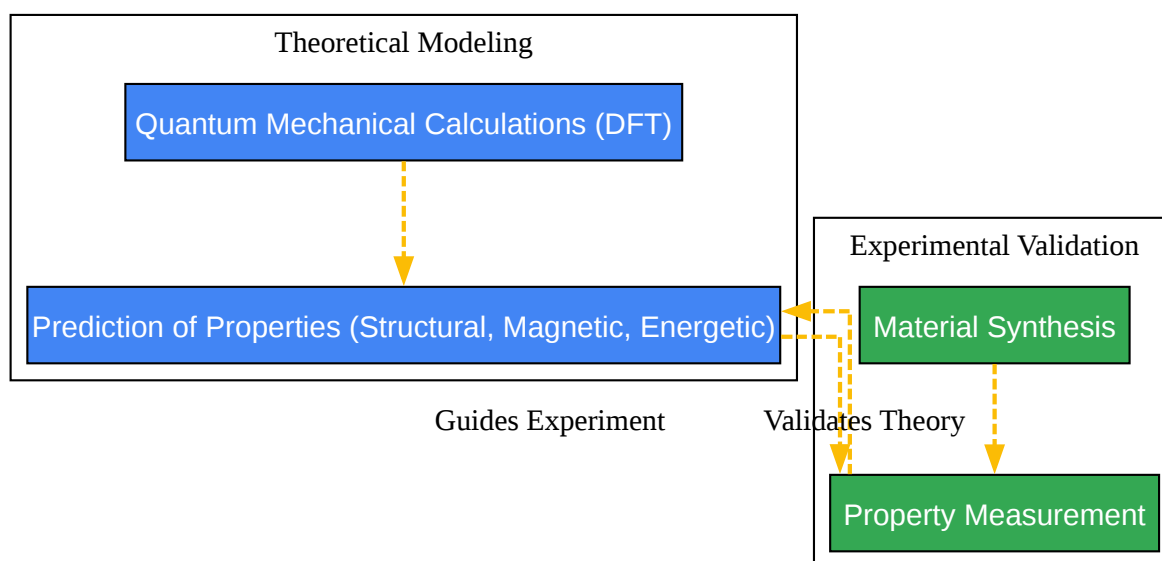 Theoretical Modeling
Quantum Mechanical Calculations (DFT)
Prediction of Properties (Structural, Magnetic, Energetic)
Experimental Validation
Material Synthesis
Guides Experiment
Validates Theory
Property Measurement